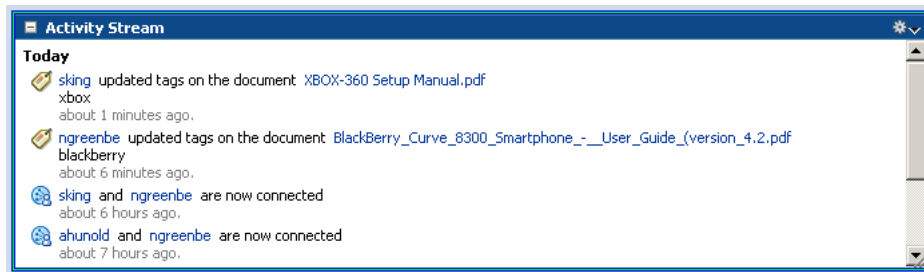 Activity Stream
Today
sking updated tags on the document XBOX-360 Setup Manual.pdf
xbox
about 1 minutes ago.
ngreenbe updated tags on the document BlackBerry_Curve_8300_Smartphone_-__User_Guide_(version_4.2.pdf
blackberry
about 6 minutes ago.
sking and ngreenbe are now connected
about 6 hours ago.
ahunold and ngreenbe are now connected
about 7 hours ago.